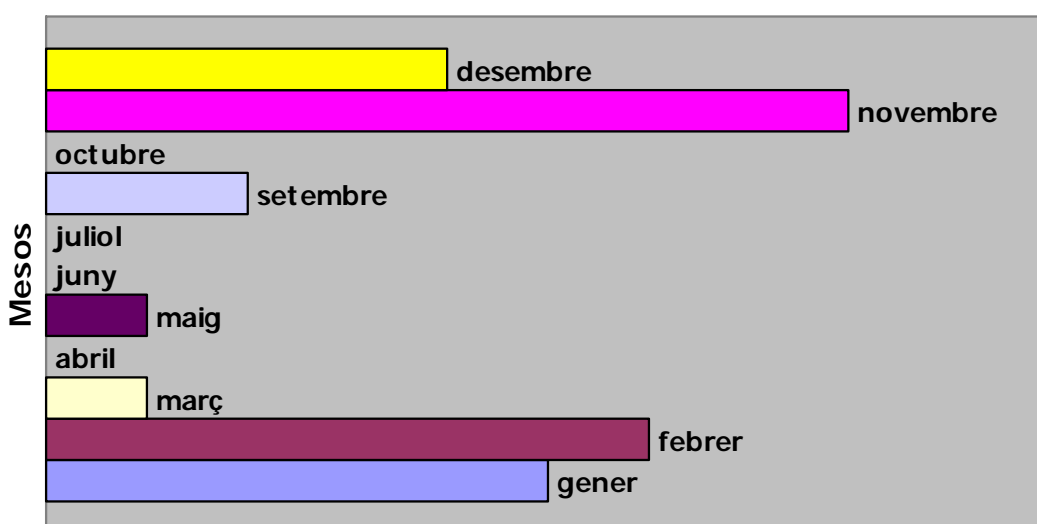 desembre
novembre
octubre
setembre
juliol
juny
maig
abril
març
febrer
gener
Mesos